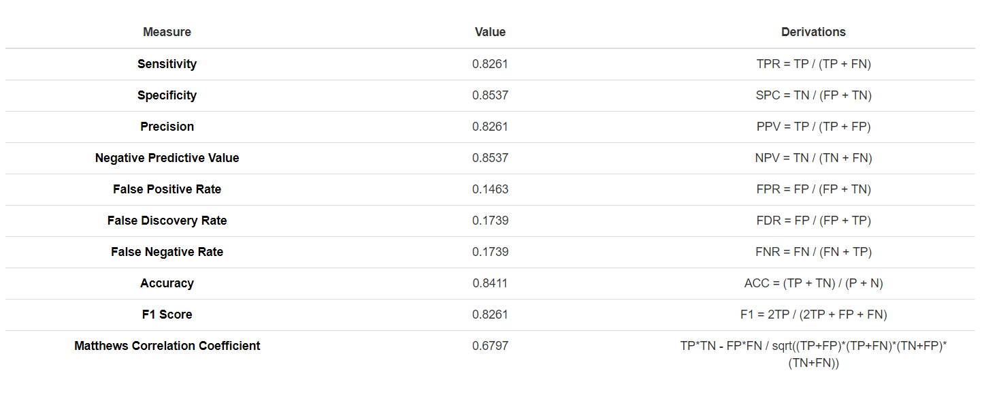 Measure Value Derivations
Sensitivity 0.8261 TPR = TP / (TP + FN)
Specificity 0.8537 SPC = TN / (FP + TN)
Precision 0.8261 PPV = TP / (TP + FP)
Negative Predictive Value 0.8537 NPV = TN / (TN + FN)
False Positive Rate 0.1463 FPR = FP / (FP + TN)
False Discovery Rate 0.1739 FDR = FP / (FP + TP)
False Negative Rate 0.1739 FNR = FN / (FN + TP)
Accuracy 0.8411 ACC = (TP + TN) / (P + N)
F1 Score 0.8261 F1 = 2TP / (2TP + FP + FN)
Matthews Correlation Coefficient 0.6797 TP*TN - FP*FN / sqrt((TP+FP)*(TP+FN)*(TN+FP)*
(TN+FN))